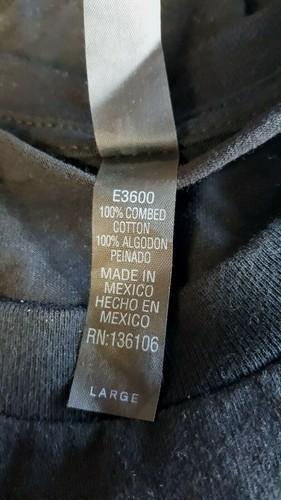 E3600
100% COMBED
COTTON
100% ALGODON
PEINADO
MADE IN
MEXICO
HECHO EN
MEXICO
RN:136106
LARGE